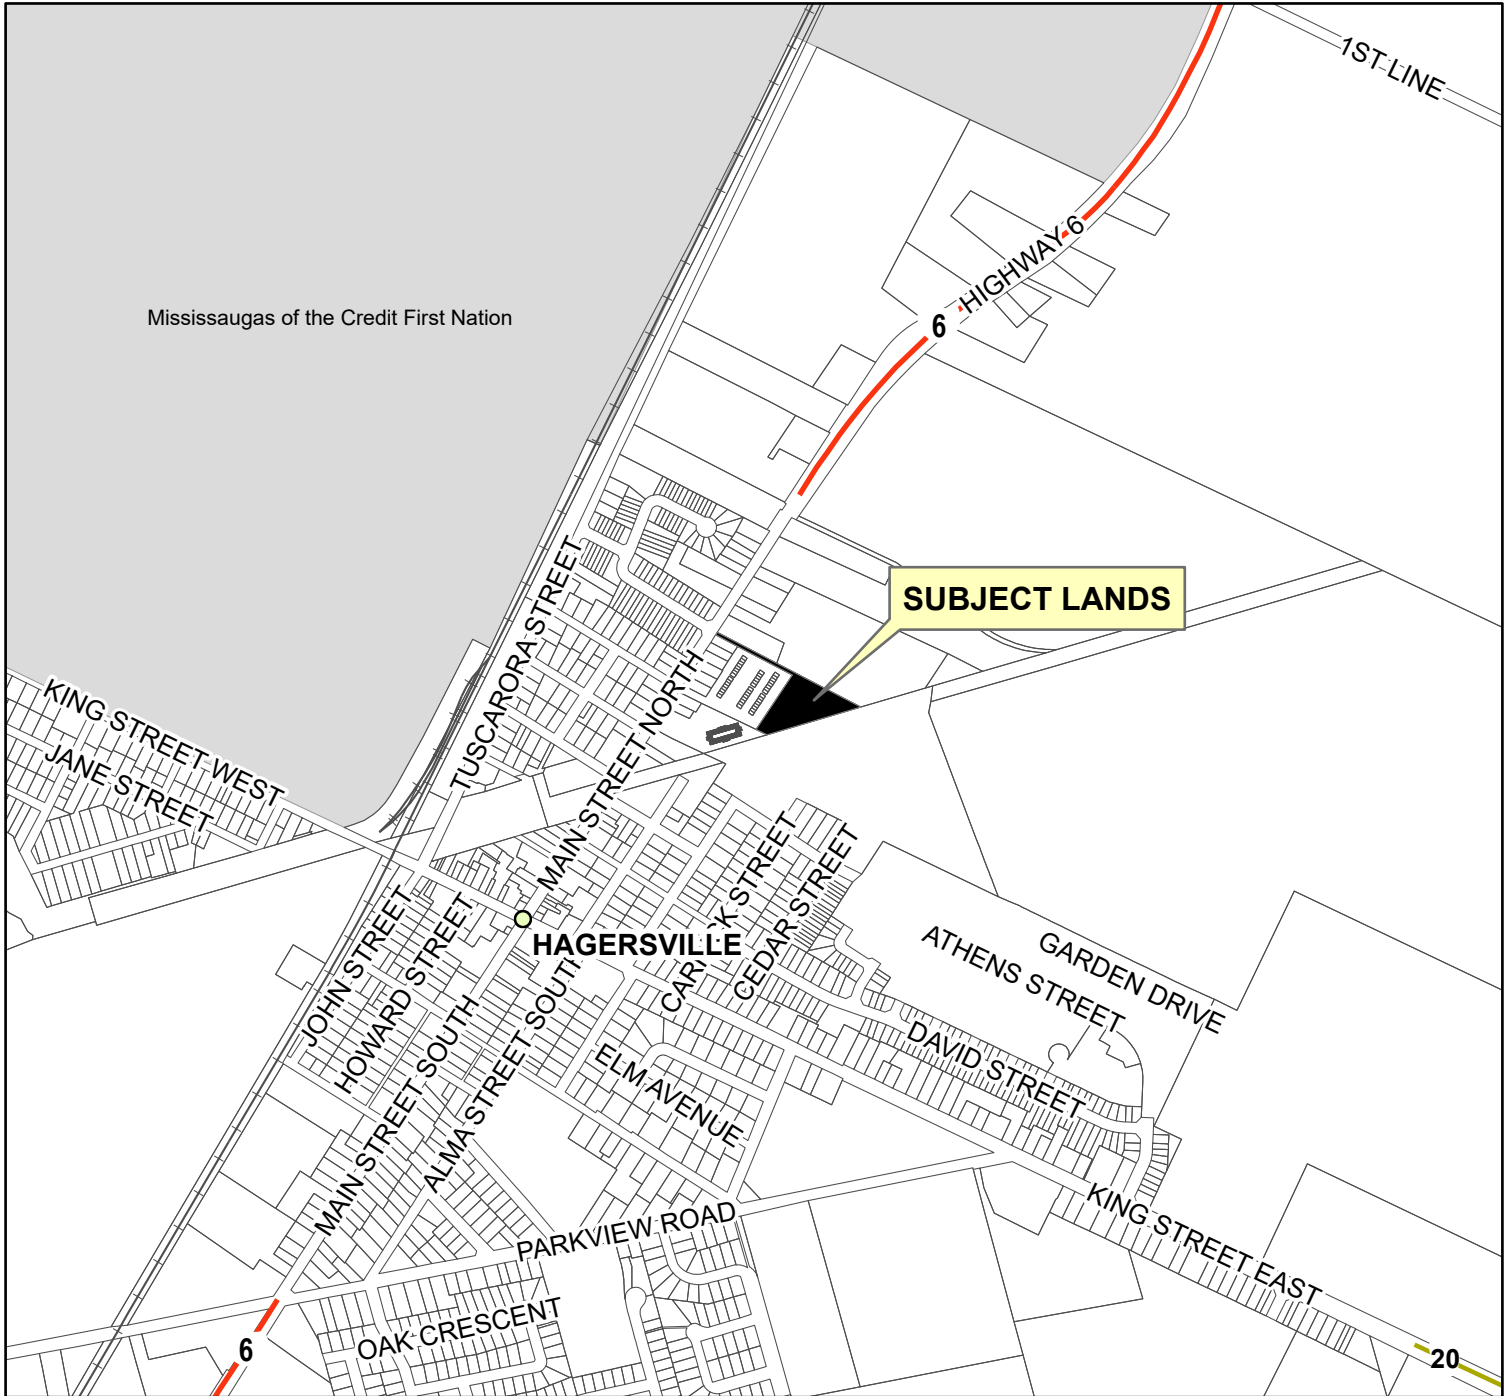 1ST LINE
HIGHWAY 6
Mississaugas of the Credit First Nation
6
TUSCARORA STREET
SUBJECT LANDS
MAIN STREET NORTH
KING STREET WEST
JANE STREET
CEDAR STREET
JOHN STREET
HOWARD STREET
HAGERSVILLE
ATHENS STREET
GARDEN DRIVE
MAIN STREET SOUTH
ALMA STREET SOUTH
ELM AVENUE
DAVID STREET
PARKVIEW ROAD
KING STREET EAST
OAK CRESCENT
6
20